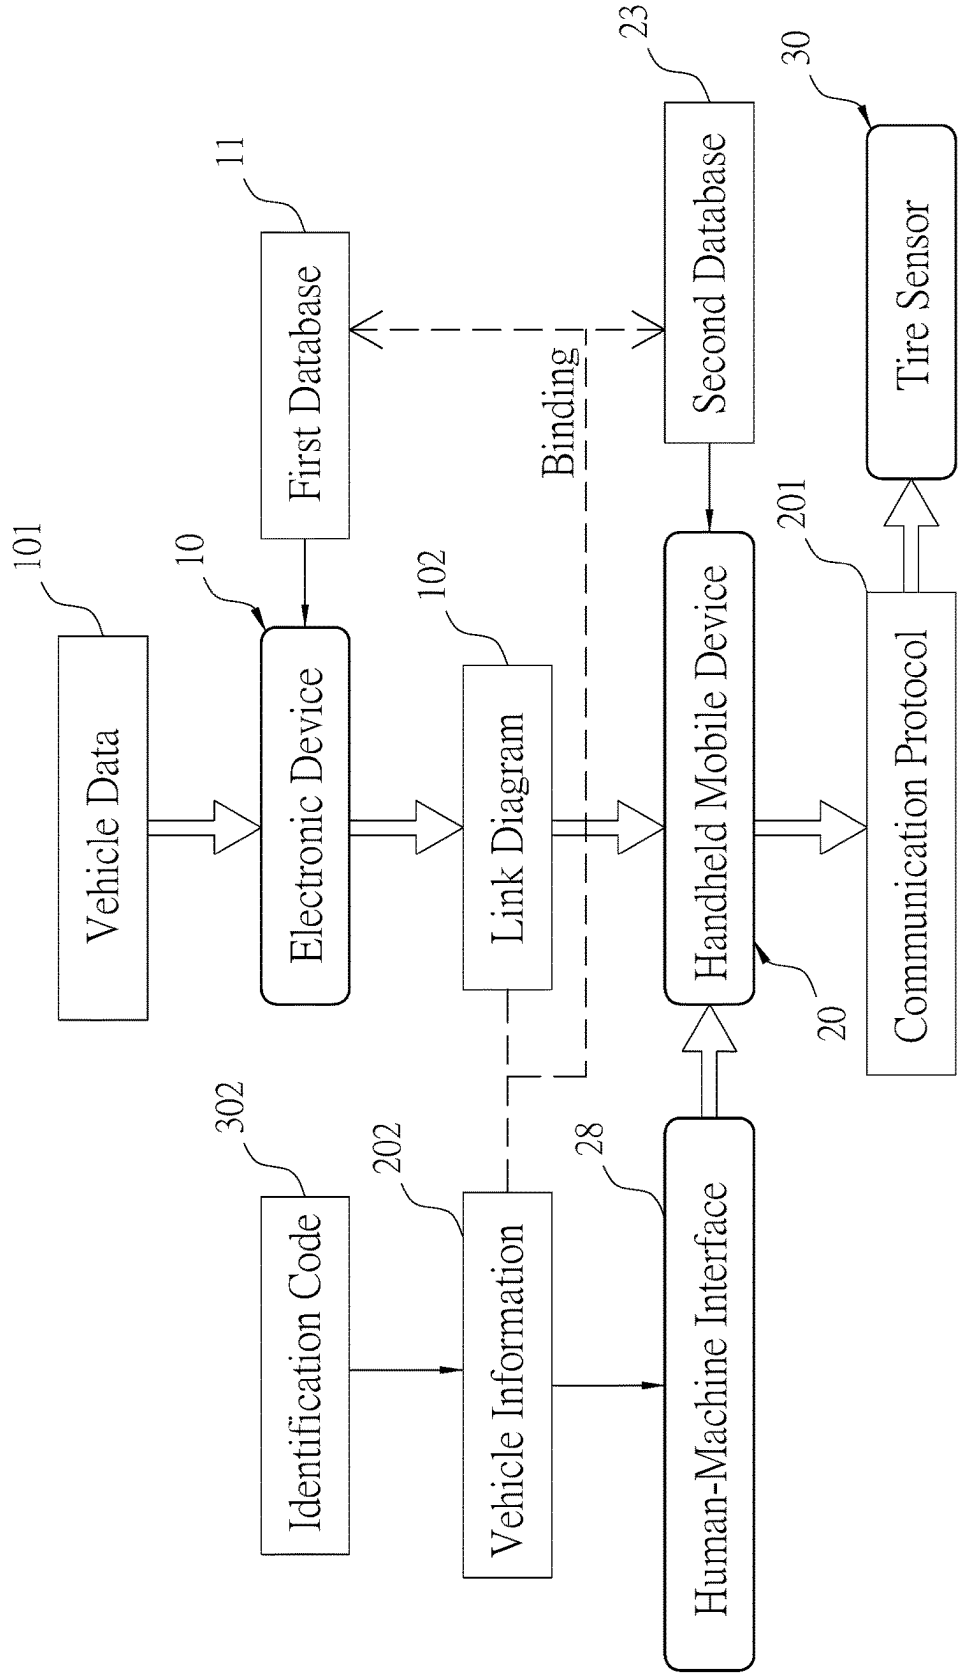 Vehicle Data
101
Identification Code
302
Electronic Device
10
First Database
11
Vehicle Information
202
Link Diagram
102
Binding
Human-Machine Interface
28
Handheld Mobile Device
20
Second Database
23
Communication Protocol
201
Tire Sensor
30